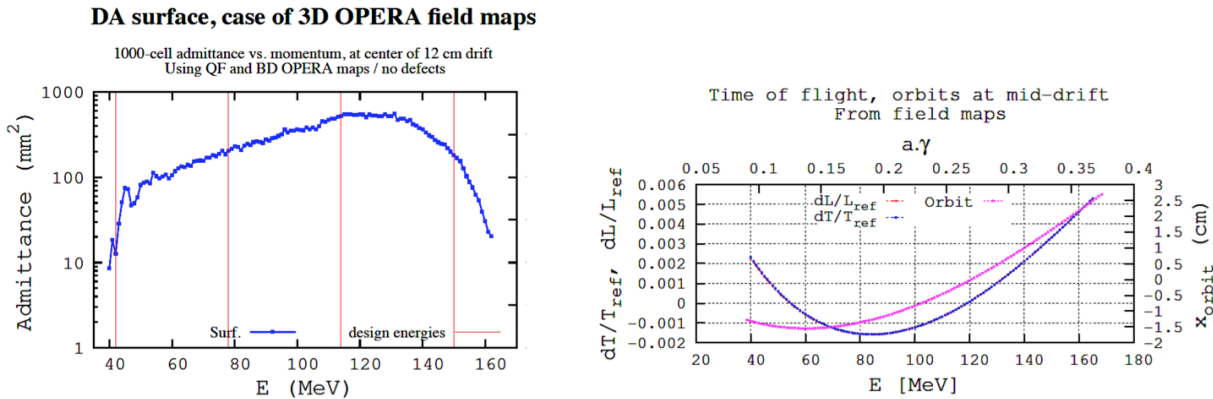 DA surface, case of 3D OPERA field maps
1000-cell admittance vs. momentum, at center of 12 cm drift
Using QF and BD OPERA maps / no defects
Admittance (mm²)
1000
100
10
1
Surf.
design energies
40 60 80 100 120 140 160
E (MeV)
Time of flight, orbits at mid-drift
From field maps
a.γ
0.05 0.1 0.15 0.2 0.25 0.3 0.35 0.4
dT/T_ref, dL/L_ref
0.006
0.005
0.004
0.003
0.002
0.001
0
-0.001
-0.002
dL/L_ref
dT/T_ref
Orbit
3
2.5
2
1.5
1
0.5
0
-0.5
-1
-1.5
-2
x_orbit (cm)
20 40 60 80 100 120 140 160 180
E [MeV]